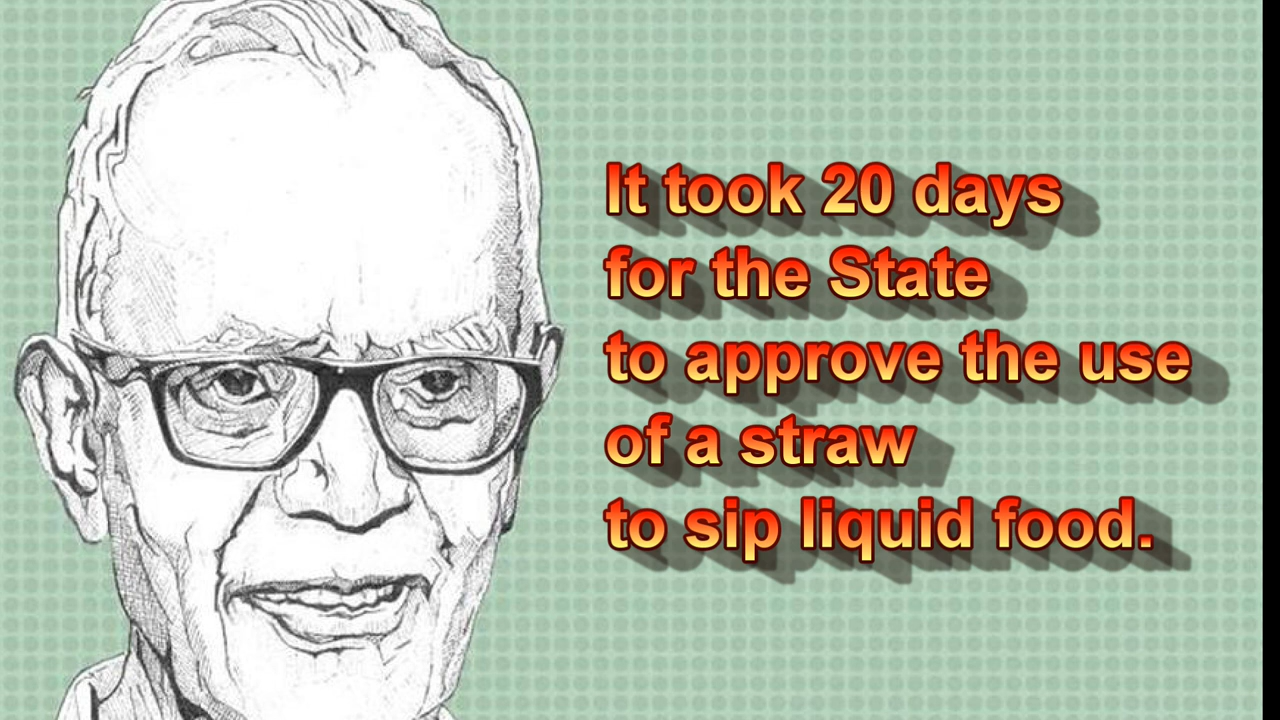 It took 20 days
for the State
to approve the use
of a straw
to sip liquid food.